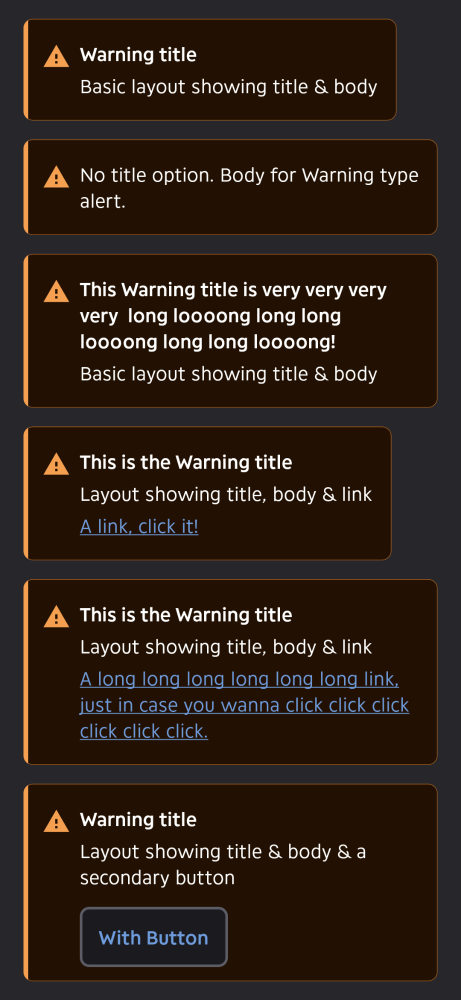 Warning title
Basic layout showing title & body
No title option. Body for Warning type
alert.
This Warning title is very very very
very  long loooong long long
loooong long long loooong!
Basic layout showing title & body
This is the Warning title
Layout showing title, body & link
A link, click it!
This is the Warning title
Layout showing title, body & link
A long long long long long long link,
just in case you wanna click click click
click click click.
Warning title
Layout showing title & body & a
secondary button
With Button